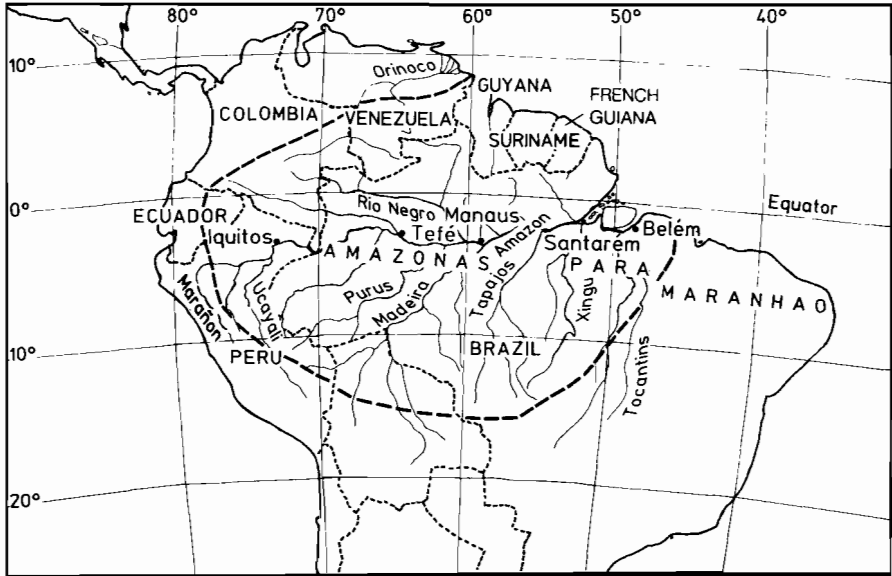 80° 70° 60° 50° 40°
10°
Orinoco
GUYANA
FRENCH
GUIANA
COLOMBIA
VENEZUELA
SURINAME
0°
Equator
ECUADOR
Rio Negro
Manaus
Amazon
Belém
Iquitos
Tefé
Santarém
AMAZONAS
PARA
MARANHAO
Marañon
Ucayali
Purus
Madeira
Tapajos
Xingu
10°
PERU
BRAZIL
Tocantins
20°